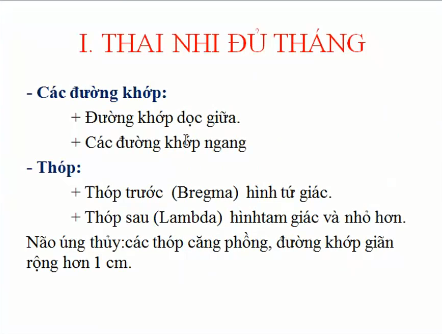 I. THAI NHI ĐỦ THÁNG
- Các đường khớp:
+ Đường khớp dọc giữa.
+ Các đường khớp ngang
- Thóp:
+ Thóp trước (Bregma) hình tứ giác.
+ Thóp sau (Lambda) hìnhtam giác và nhỏ hơn.
Não úng thủy:các thóp căng phồng, đường khớp giãn
rộng hơn 1 cm.